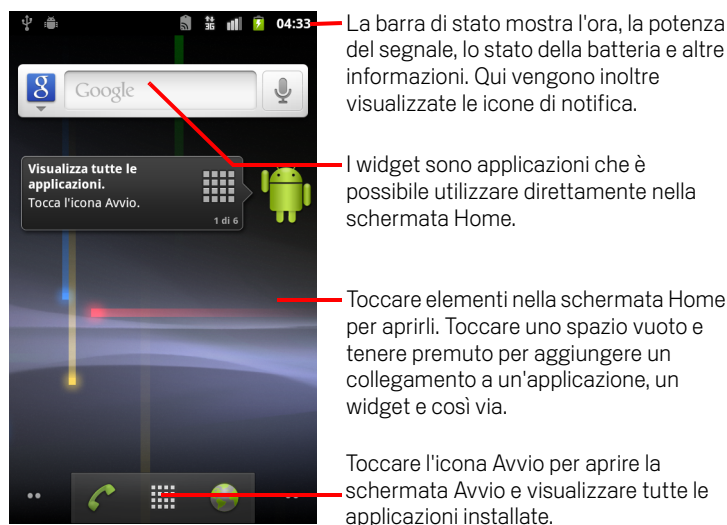 3G 04:33
Google
Visualizza tutte le
applicazioni.
Tocca l'icona Avvio.
1 di 6
La barra di stato mostra l'ora, la potenza
del segnale, lo stato della batteria e altre
informazioni. Qui vengono inoltre
visualizzate le icone di notifica.
I widget sono applicazioni che è
possibile utilizzare direttamente nella
schermata Home.
Toccare elementi nella schermata Home
per aprirli. Toccare uno spazio vuoto e
tenere premuto per aggiungere un
collegamento a un'applicazione, un
widget e così via.
Toccare l'icona Avvio per aprire la
schermata Avvio e visualizzare tutte le
applicazioni installate.